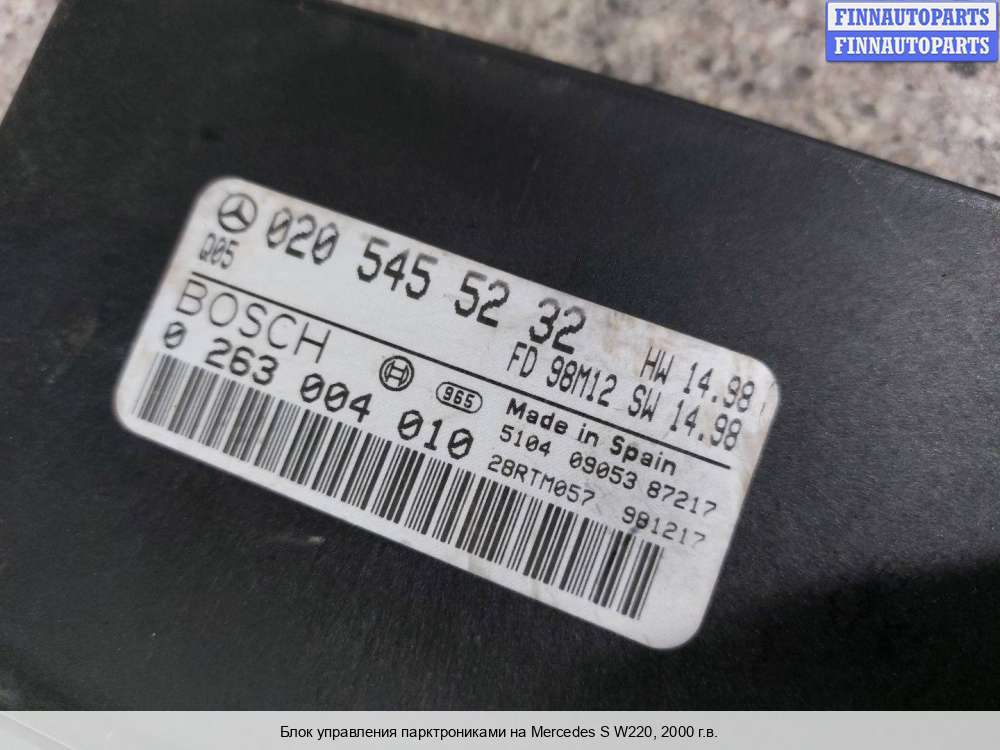 FINNAUTOPARTS
FINNAUTOPARTS
020 545 52 32
Q05
HW 14.98
FD 98M12 SW 14.98
BOSCH
0 263 004 010
965
Made in Spain
5104 09053 87217
28RTM057 981217
Блок управления парктрониками на Mercedes S W220, 2000 г.в.